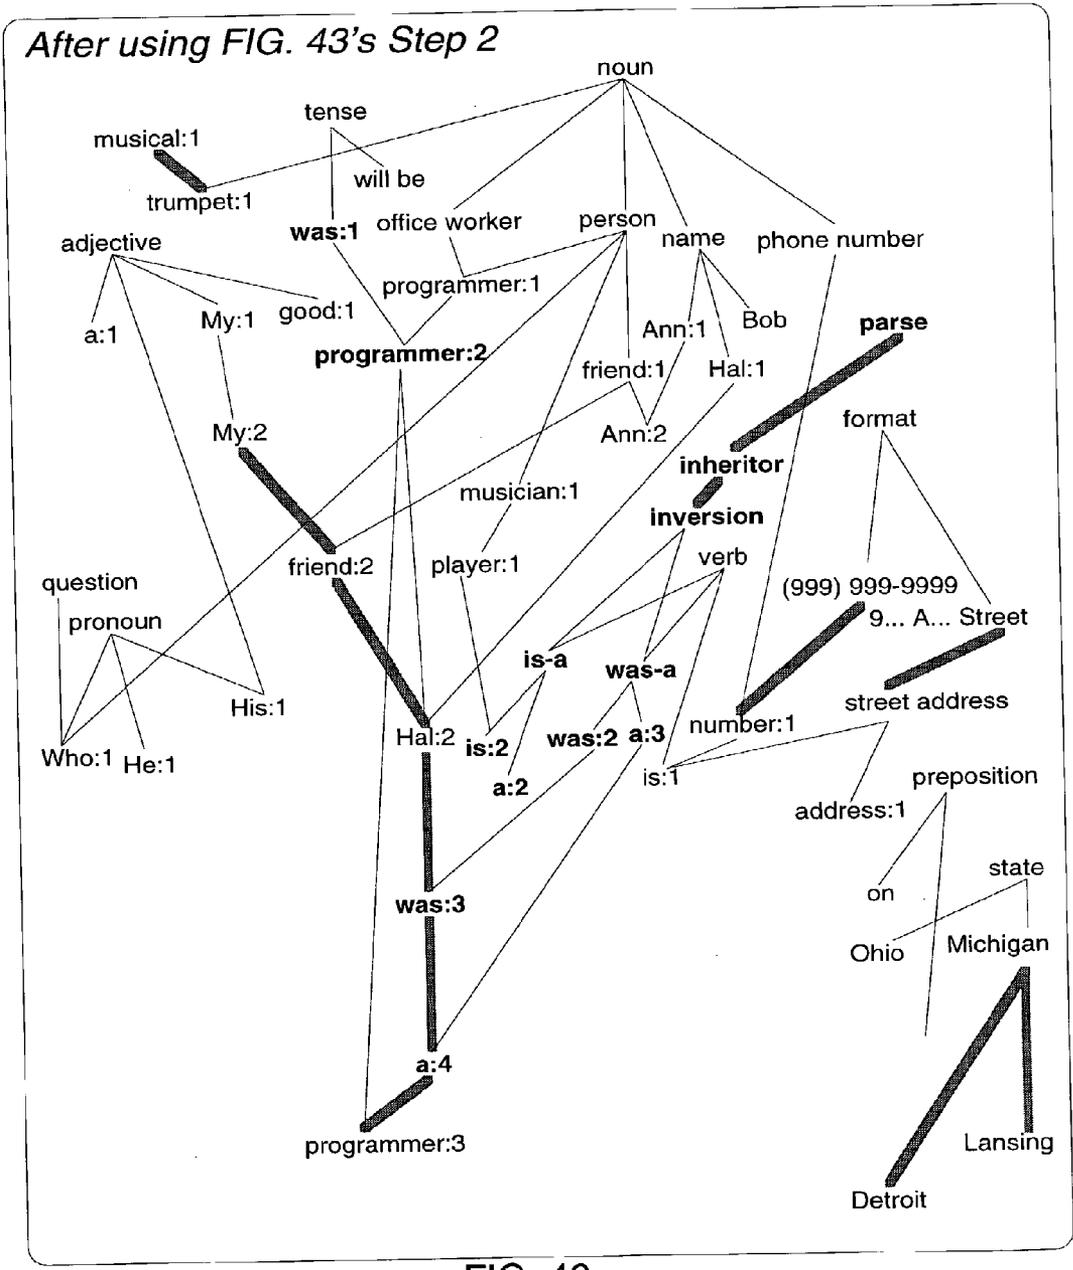 After using FIG. 43's Step 2
noun
tense
musical:1
will be
trumpet:1
office worker
person
was:1
name
phone number
adjective
programmer:1
good:1
My:1
Bob
parse
Ann:1
a:1
programmer:2
friend:1
Hal:1
format
My:2
Ann:2
inheritor
musician:1
inversion
verb
friend:2
player:1
question
(999) 999-9999
pronoun
9... A... Street
is-a
was-a
street address
His:1
number:1
Hal:2
is:2
was:2
a:3
Who:1
He:1
is:1
preposition
a:2
address:1
state
on
was:3
Ohio
Michigan
a:4
programmer:3
Lansing
Detroit